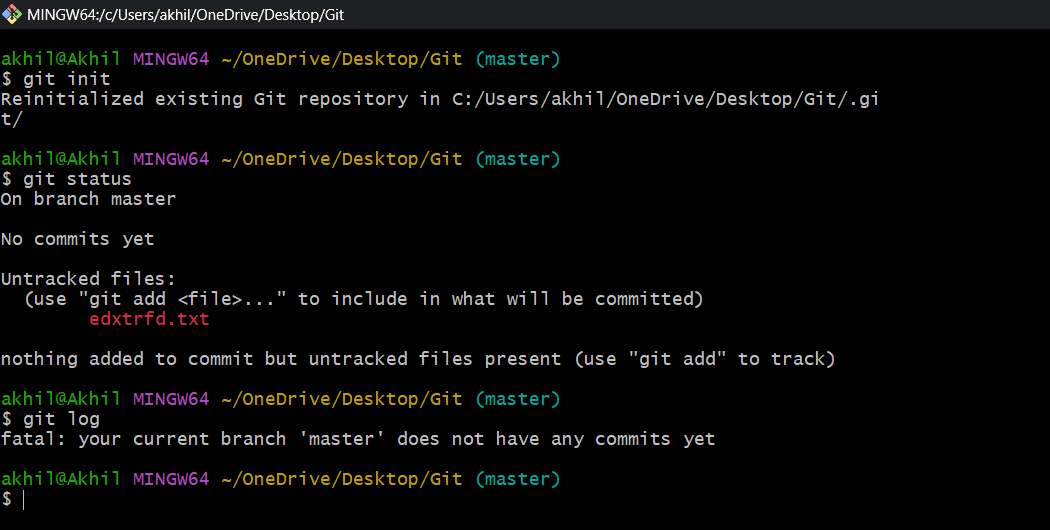 MINGW64:/c/Users/akhil/OneDrive/Desktop/Git
akhil@Akhil MINGW64 ~/OneDrive/Desktop/Git (master)
$ git init
Reinitialized existing Git repository in C:/Users/akhil/OneDrive/Desktop/Git/.gi
t/
akhil@Akhil MINGW64 ~/OneDrive/Desktop/Git (master)
$ git status
On branch master
No commits yet
Untracked files:
  (use "git add <file>..." to include in what will be committed)
        edxtrfd.txt
nothing added to commit but untracked files present (use "git add" to track)
akhil@Akhil MINGW64 ~/OneDrive/Desktop/Git (master)
$ git log
fatal: your current branch 'master' does not have any commits yet
akhil@Akhil MINGW64 ~/OneDrive/Desktop/Git (master)
$